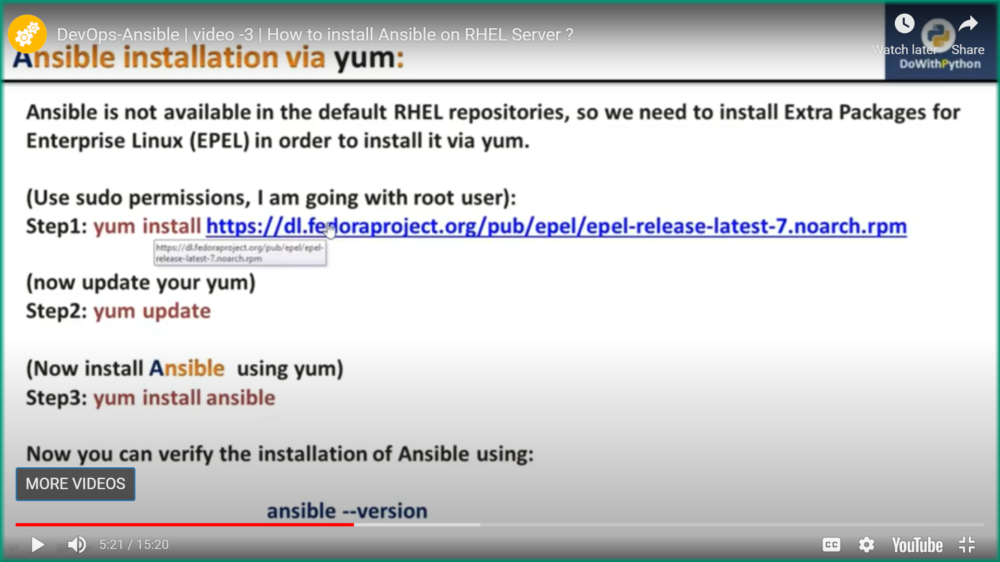 DevOps-Ansible | video -3 | How to install Ansible on RHEL Server ?
Watch later
Share
DoWithPython
Ansible installation via yum:
Ansible is not available in the default RHEL repositories, so we need to install Extra Packages for
Enterprise Linux (EPEL) in order to install it via yum.
(Use sudo permissions, I am going with root user):
Step1: yum install https://dl.fedoraproject.org/pub/epel/epel-release-latest-7.noarch.rpm
https://dl.fedoraproject.org/pub/epel/epel-
release-latest-7.noarch.rpm
(now update your yum)
Step2: yum update
(Now install Ansible using yum)
Step3: yum install ansible
Now you can verify the installation of Ansible using:
MORE VIDEOS
ansible --version
5:21 / 15:20
CC
YouTube